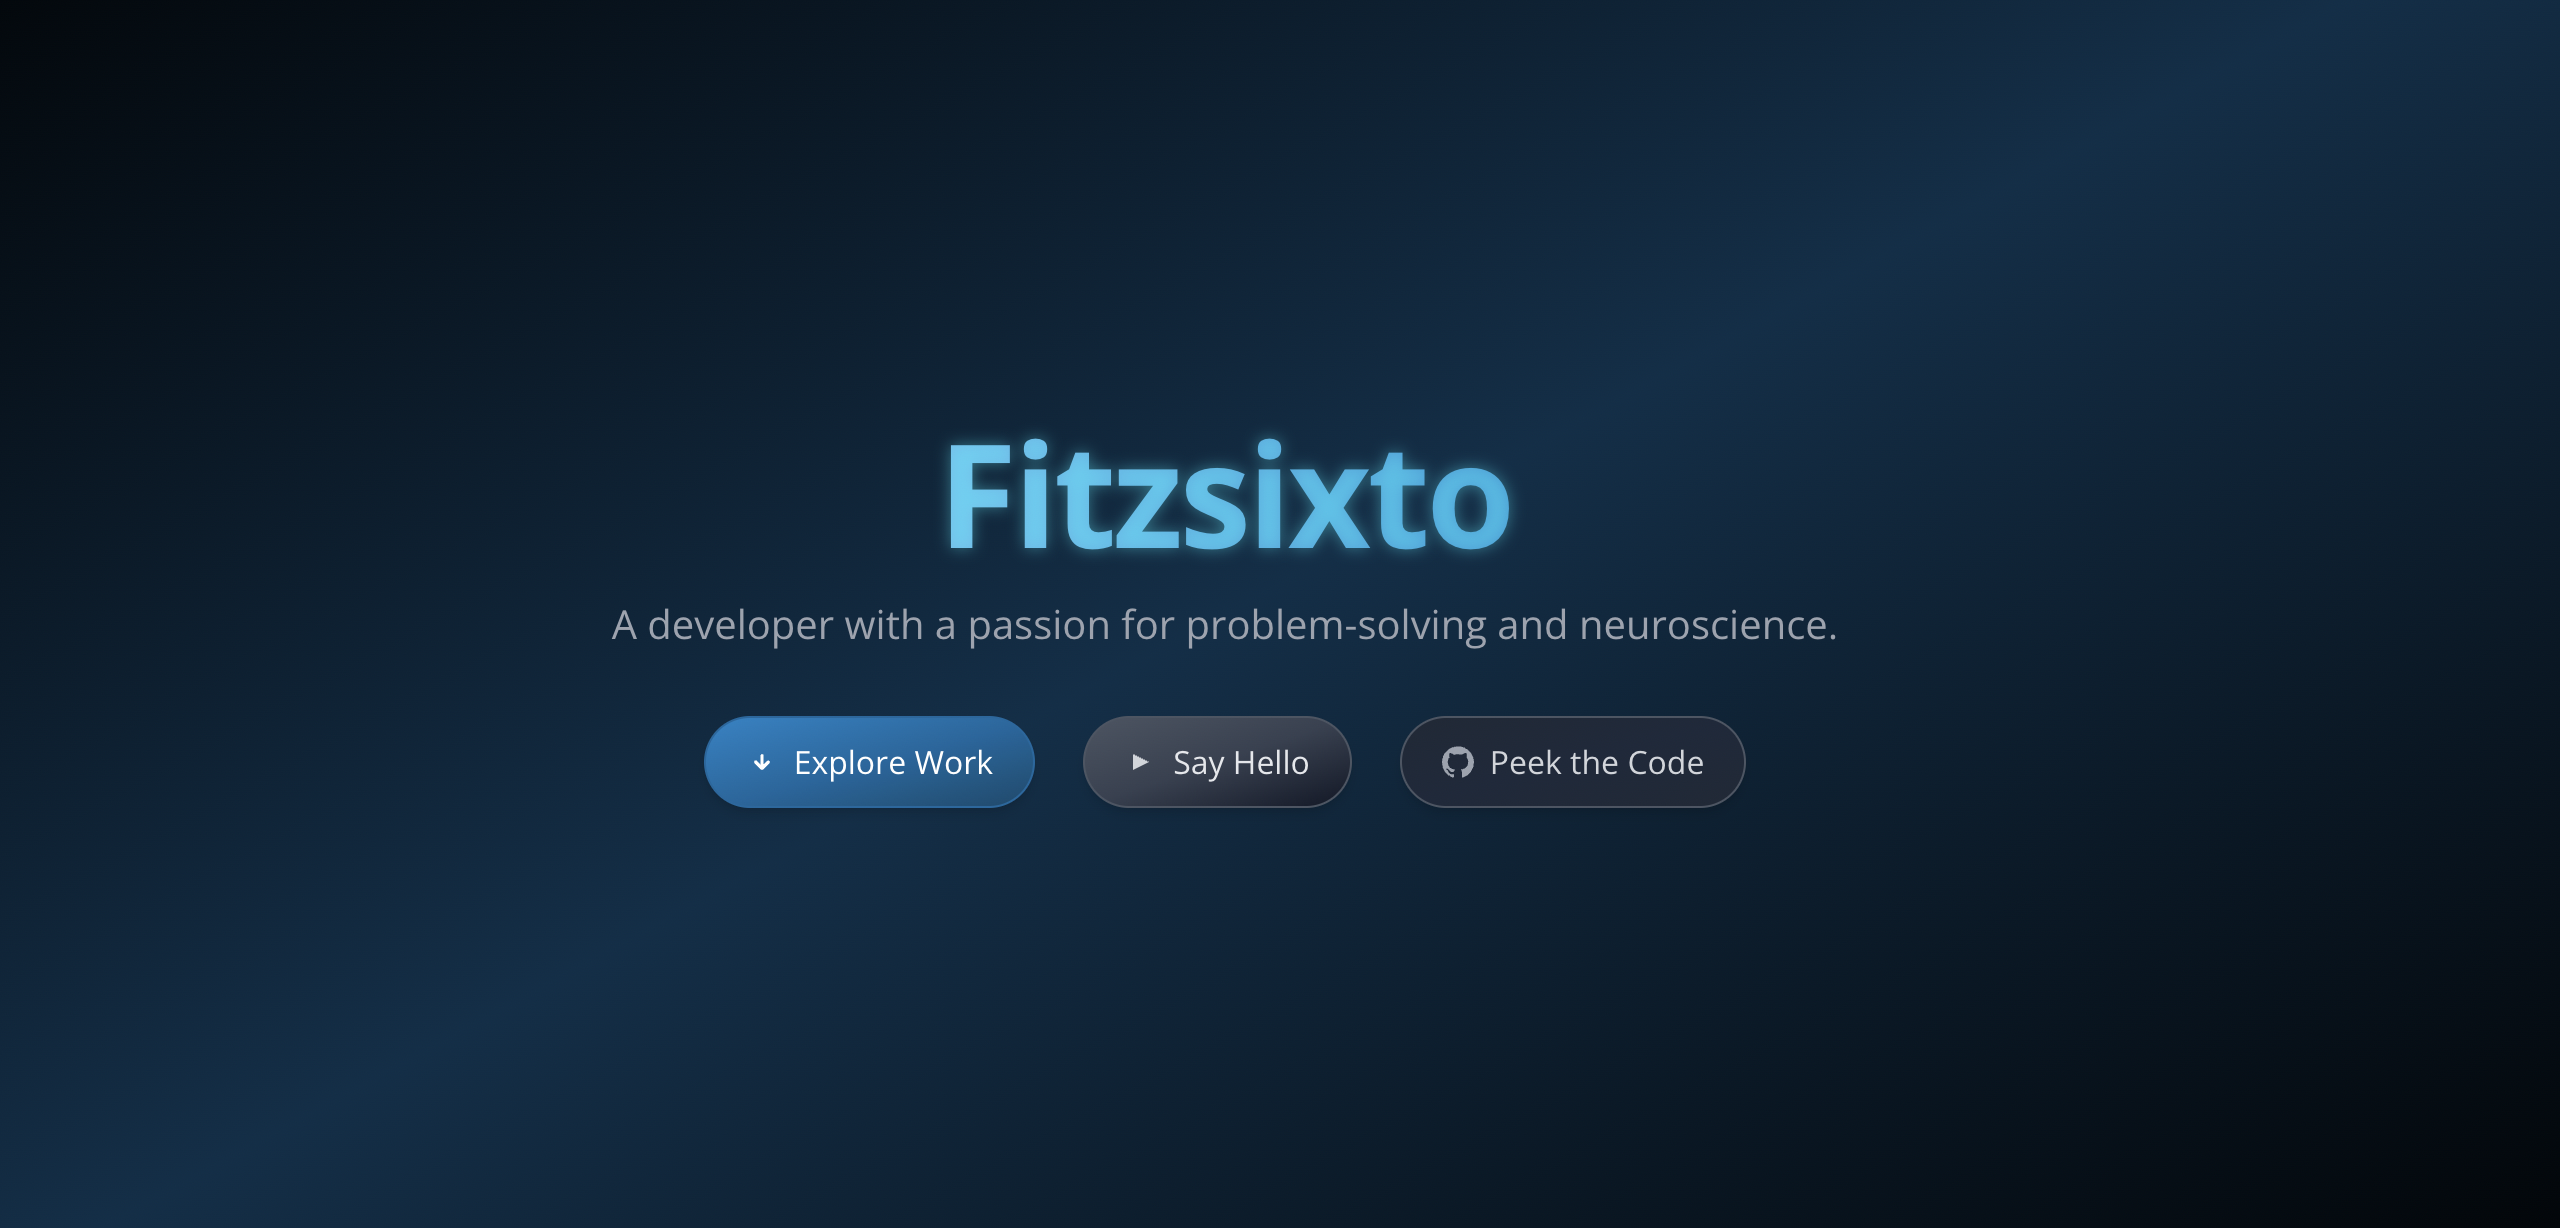 Fitzsixto
A developer with a passion for problem-solving and neuroscience.
Explore Work
Say Hello
Peek the Code